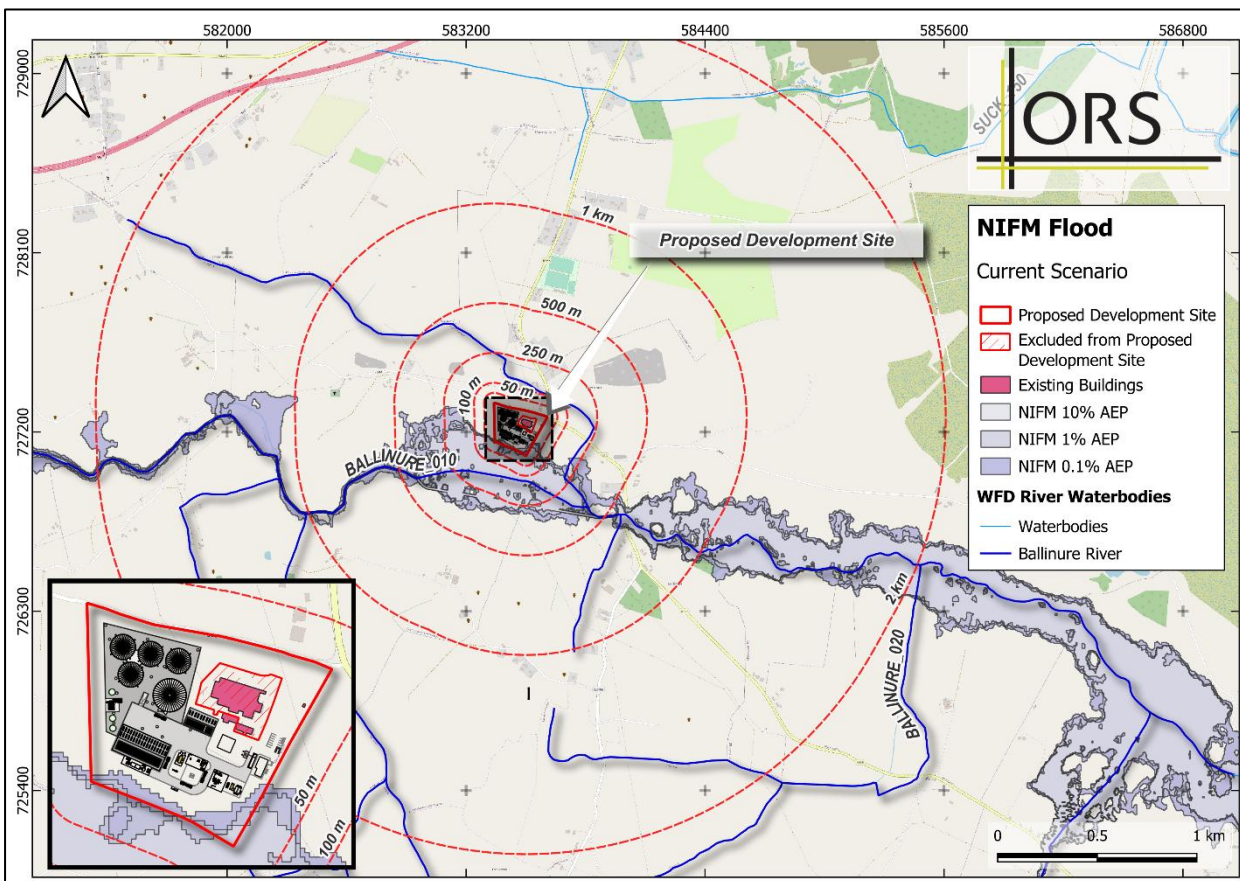 582000 583200 584400 585600 586800
729000
728100
727200
726300
725400
SUCK
ORS
1 km
Proposed Development Site
500 m
250 m
100 m
50 m
BALLINURE_010
2 km
BALLINURE_020
NIFM Flood
Current Scenario
Proposed Development Site
Excluded from Proposed
Development Site
Existing Buildings
NIFM 10% AEP
NIFM 1% AEP
NIFM 0.1% AEP
WFD River Waterbodies
Waterbodies
Ballinure River
50 m
100 m
0 0.5 1 km